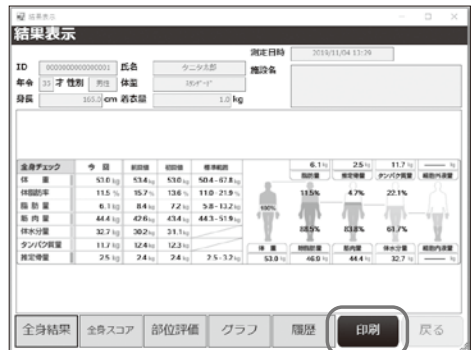 結果表示
結果表示
測定日時 2019/11/04 13:29
ID 0000000000000001 氏名 タニタ太郎 施設名
年令 33 才 性別 男性 体型 ｽﾀﾝﾀﾞｰﾄﾞ
身長 165.0 cm 着衣量 1.0 kg
全身チェック 今 回 前回値 初回値 標準範囲
体 重 53.0 kg 53.4 kg 53.0 kg 50.4 - 67.8 kg
体脂肪率 11.5 % 15.7 % 13.6 % 11.0 - 21.9 %
脂 肪 量 6.1 kg 8.4 kg 7.2 kg 5.8 - 13.2 kg
筋 肉 量 44.4 kg 42.6 kg 43.4 kg 44.3 - 51.9 kg
体水分量 32.7 kg 30.2 kg 31.1 kg
タンパク質量 11.7 kg 12.4 kg 12.3 kg
推定骨量 2.5 kg 2.4 kg 2.4 kg 2.5 - 3.2 kg
6.1 kg 2.5 kg 11.7 kg ―― kg
脂肪量 推定骨量 タンパク質量 細胞外液量
11.5% 4.7% 22.1%
100%
88.5% 83.8% 61.7%
体 重 除脂肪量 筋肉量 体水分量 細胞内液量
53.0 kg 46.9 kg 44.4 kg 32.7 kg ―― kg
全身結果 全身スコア 部位評価 グラフ 履歴 印刷 戻る